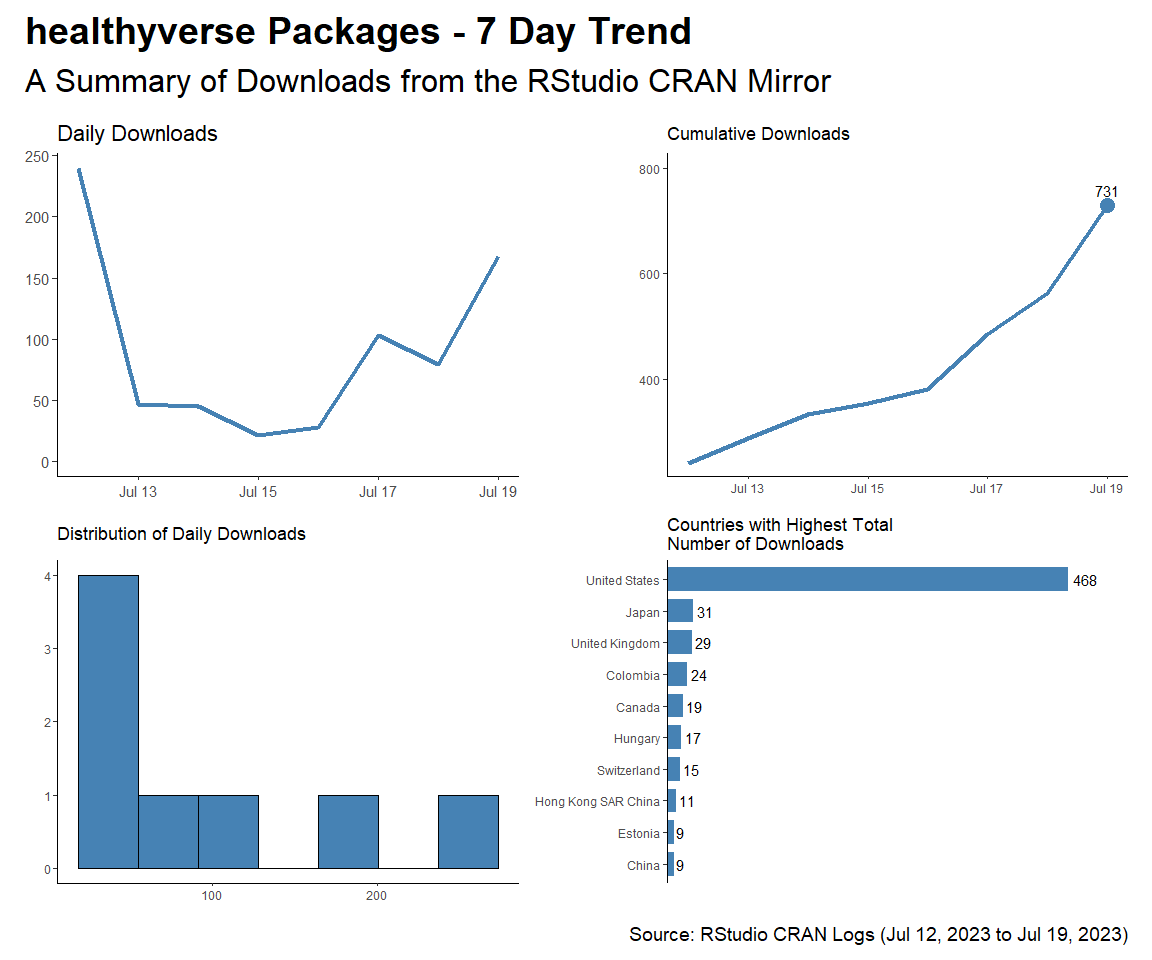 healthyverse Packages - 7 Day Trend
A Summary of Downloads from the RStudio CRAN Mirror
Daily Downloads
250
200
150
100
50
0
Jul 13 Jul 15 Jul 17 Jul 19
Cumulative Downloads
800
731
600
400
Jul 13 Jul 15 Jul 17 Jul 19
Distribution of Daily Downloads
4
3
2
1
0
100 200
Countries with Highest Total
Number of Downloads
United States 468
Japan 31
United Kingdom 29
Colombia 24
Canada 19
Hungary 17
Switzerland 15
Hong Kong SAR China 11
Estonia 9
China 9
Source: RStudio CRAN Logs (Jul 12, 2023 to Jul 19, 2023)